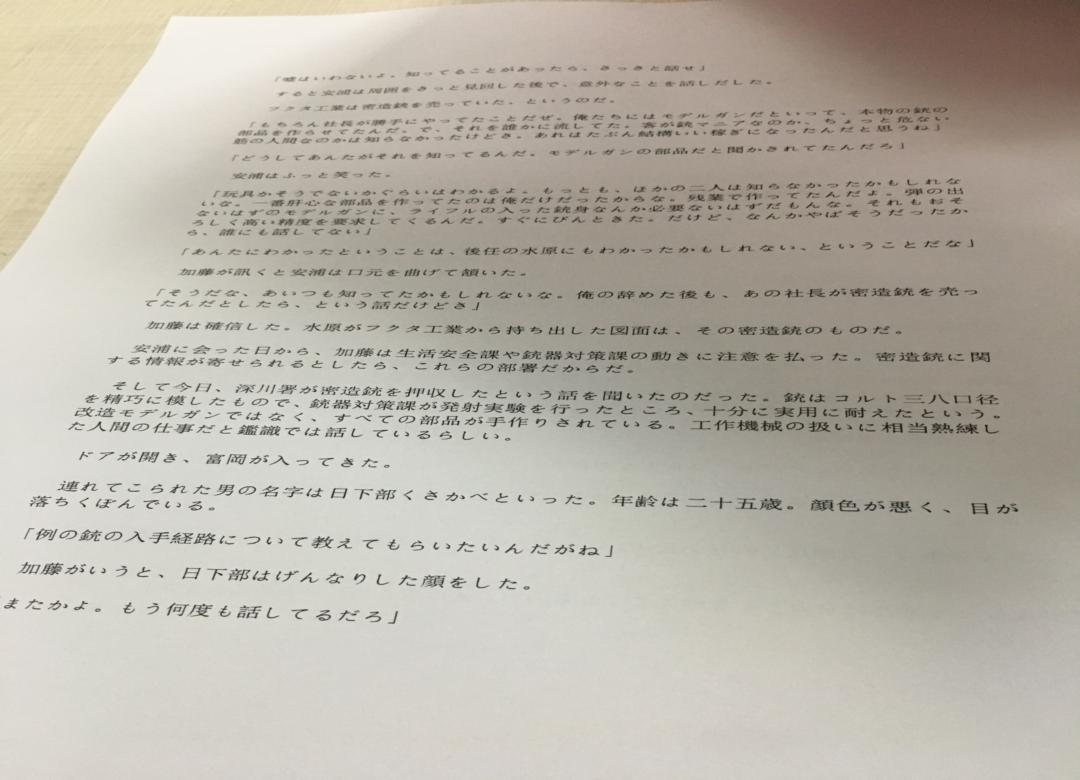 「嘘はいわないよ。知ってることがあったら、さっさと話せ」
すると安浦は周囲をさっと見回した後で、意外なことを話しだした。
フクタ工業は密造銃を売っていた、というのだ。
「もちろん社長が勝手にやってたことだぜ。俺たちにはモデルガンだといって、本物の銃の
部品を作らせてたんだ。で、それを誰かに流してた。客が銃マニアなのか、ちょっと危ない
筋の人間なのかは知らなかったけどさ。あれはたぶん結構いい稼ぎになったんだと思うね」
「どうしてあんたがそれを知ってるんだ。モデルガンの部品だと聞かされてたんだろ」
安浦はふっと笑った。
「玩具かそうでないかぐらいはわかるよ。もっとも、ほかの二人は知らなかったかもしれな
いな。一番肝心な部品を作ってたのは俺だけだったからな。残業で作ってたんだよ。弾の出
ないはずのモデルガンに、ライフルの入った銃身なんか必要ないはずだもんな。それもおそ
ろしく高い精度を要求してくるんだ。すぐにぴんときた。だけど、なんかやばそうだったか
ら、誰にも話してない」
「あんたにわかったということは、後任の水原にもわかったかもしれない、ということだな」
加藤が訊くと安浦は口元を曲げて頷いた。
「そうだな、あいつも知ってたかもしれないな。俺の辞めた後も、あの社長が密造銃を売っ
てたんだとしたら、という話だけどさ」
加藤は確信した。水原がフクタ工業から持ち出した図面は、その密造銃のものだ。
安浦に会った日から、加藤は生活安全課や銃器対策課の動きに注意を払った。密造銃に関
する情報が寄せられるとしたら、これらの部署だからだ。
そして今日、深川署が密造銃を押収したという話を聞いたのだった。銃はコルト三八口径
を精巧に模したもので、銃器対策課が発射実験を行ったところ、十分に実用に耐えたという。
改造モデルガンではなく、すべての部品が手作りされている。工作機械の扱いに相当熟練し
た人間の仕事だと鑑識では話しているらしい。
ドアが開き、富岡が入ってきた。
連れてこられた男の名字は日下部くさかべといった。年齢は二十五歳。顔色が悪く、目が
落ちくぼんでいる。
「例の銃の入手経路について教えてもらいたいんだがね」
加藤がいうと、日下部はげんなりした顔をした。
またかよ。もう何度も話してるだろ」